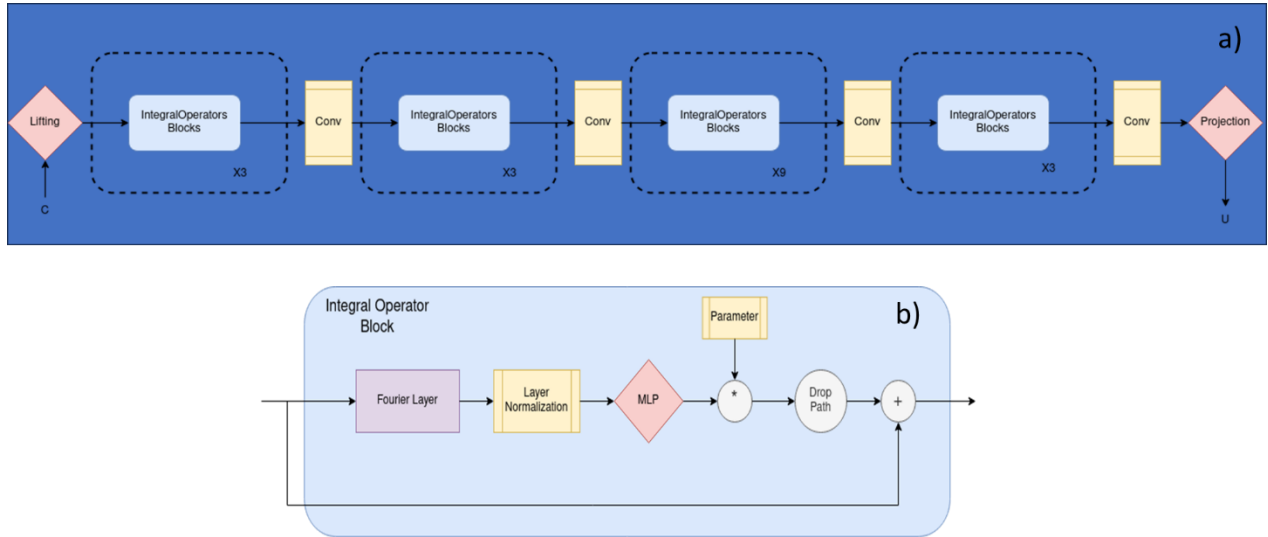 a)
Lifting
C
IntegralOperators
Blocks
X3
Conv
IntegralOperators
Blocks
X3
Conv
IntegralOperators
Blocks
X9
Conv
IntegralOperators
Blocks
X3
Conv
Projection
U
Integral Operator
Block
b)
Parameter
Fourier Layer
Layer
Normalization
MLP
*
Drop
Path
+